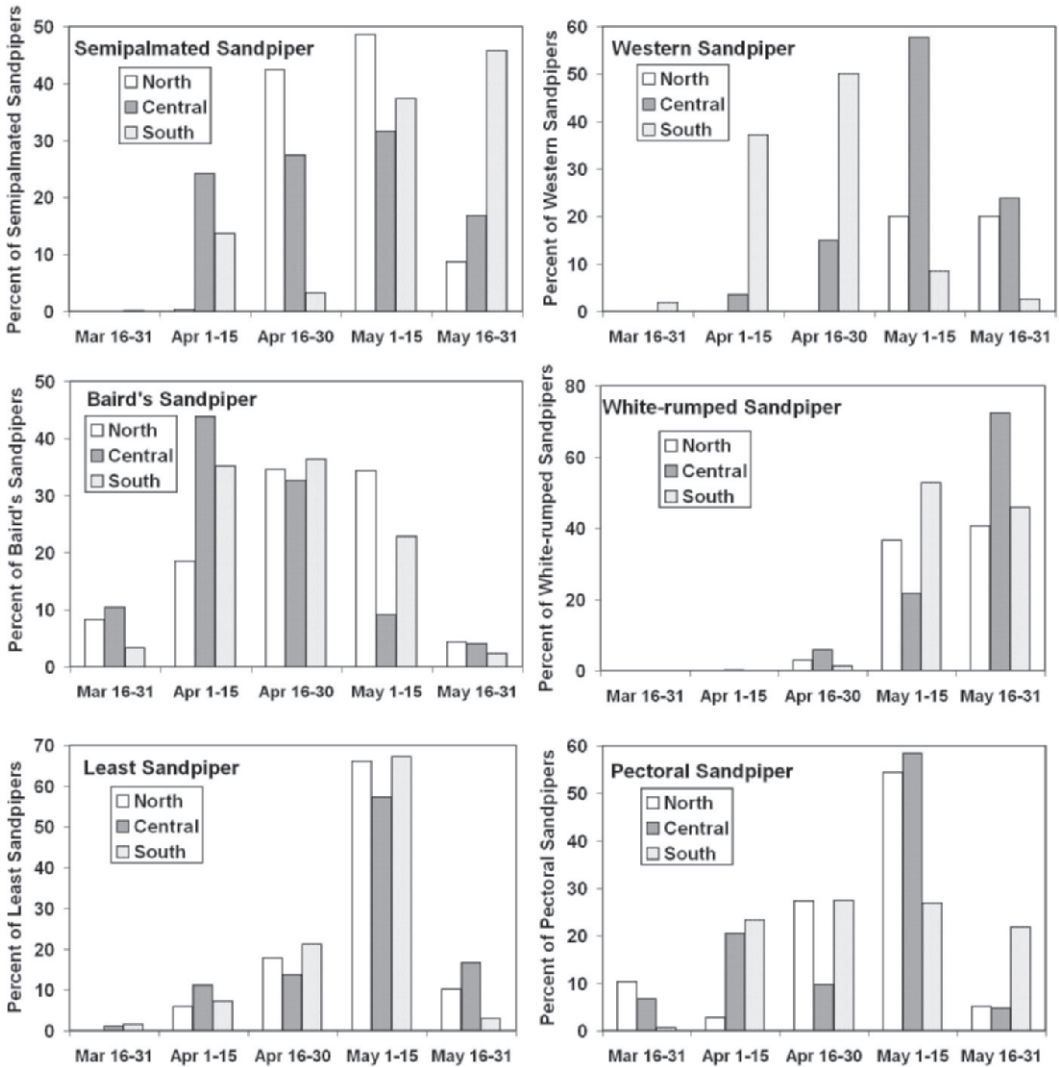 Percent of Semipalmated Sandpipers
Semipalmated Sandpiper
North
Central
South
50
40
30
20
10
0
Mar 16-31 Apr 1-15 Apr 16-30 May 1-15 May 16-31
Percent of Western Sandpipers
Western Sandpiper
North
Central
South
60
50
40
30
20
10
0
Mar 16-31 Apr 1-15 Apr 16-30 May 1-15 May 16-31
Percent of Baird's Sandpipers
Baird's Sandpiper
North
Central
South
50
40
30
20
10
0
Mar 16-31 Apr 1-15 Apr 16-30 May 1-15 May 16-31
Percent of White-rumped Sandpipers
White-rumped Sandpiper
North
Central
South
80
60
40
20
0
Mar 16-31 Apr 1-15 Apr 16-30 May 1-15 May 16-31
Percent of Least Sandpipers
Least Sandpiper
North
Central
South
70
60
50
40
30
20
10
0
Mar 16-31 Apr 1-15 Apr 16-30 May 1-15 May 16-31
Percent of Pectoral Sandpipers
Pectoral Sandpiper
North
Central
South
60
50
40
30
20
10
0
Mar 16-31 Apr 1-15 Apr 16-30 May 1-15 May 16-31